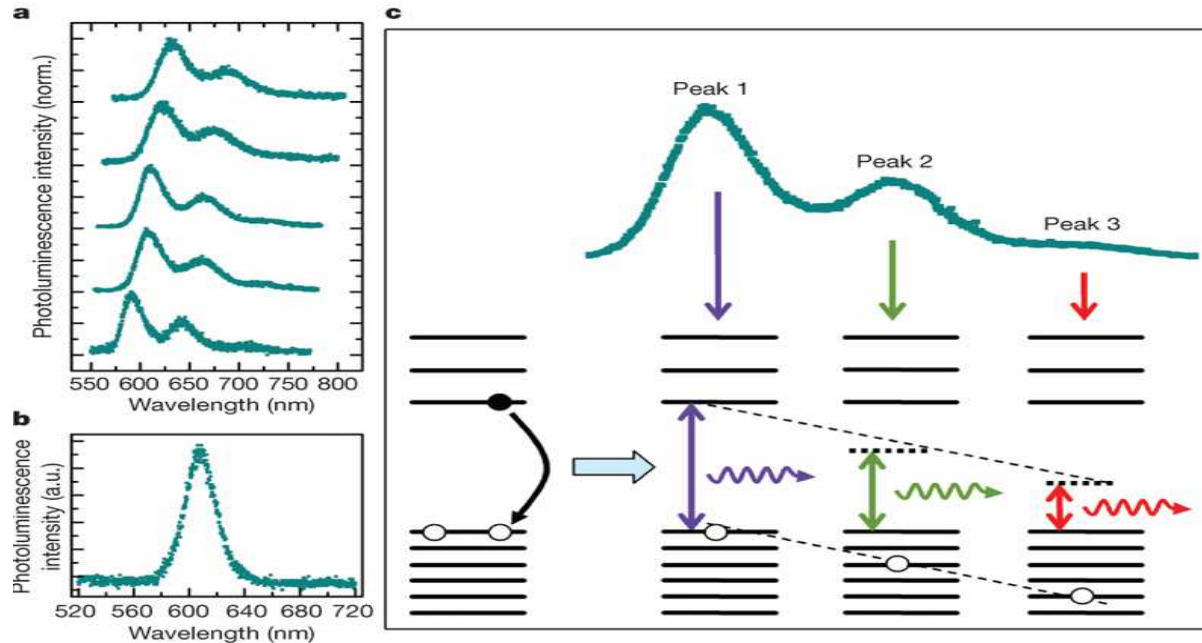 a
Photoluminescence intensity (norm.)
550 600 650 700 750 800
Wavelength (nm)
b
Photoluminescence
intensity (a.u.)
520 560 600 640 680 720
Wavelength (nm)
c
Peak 1
Peak 2
Peak 3